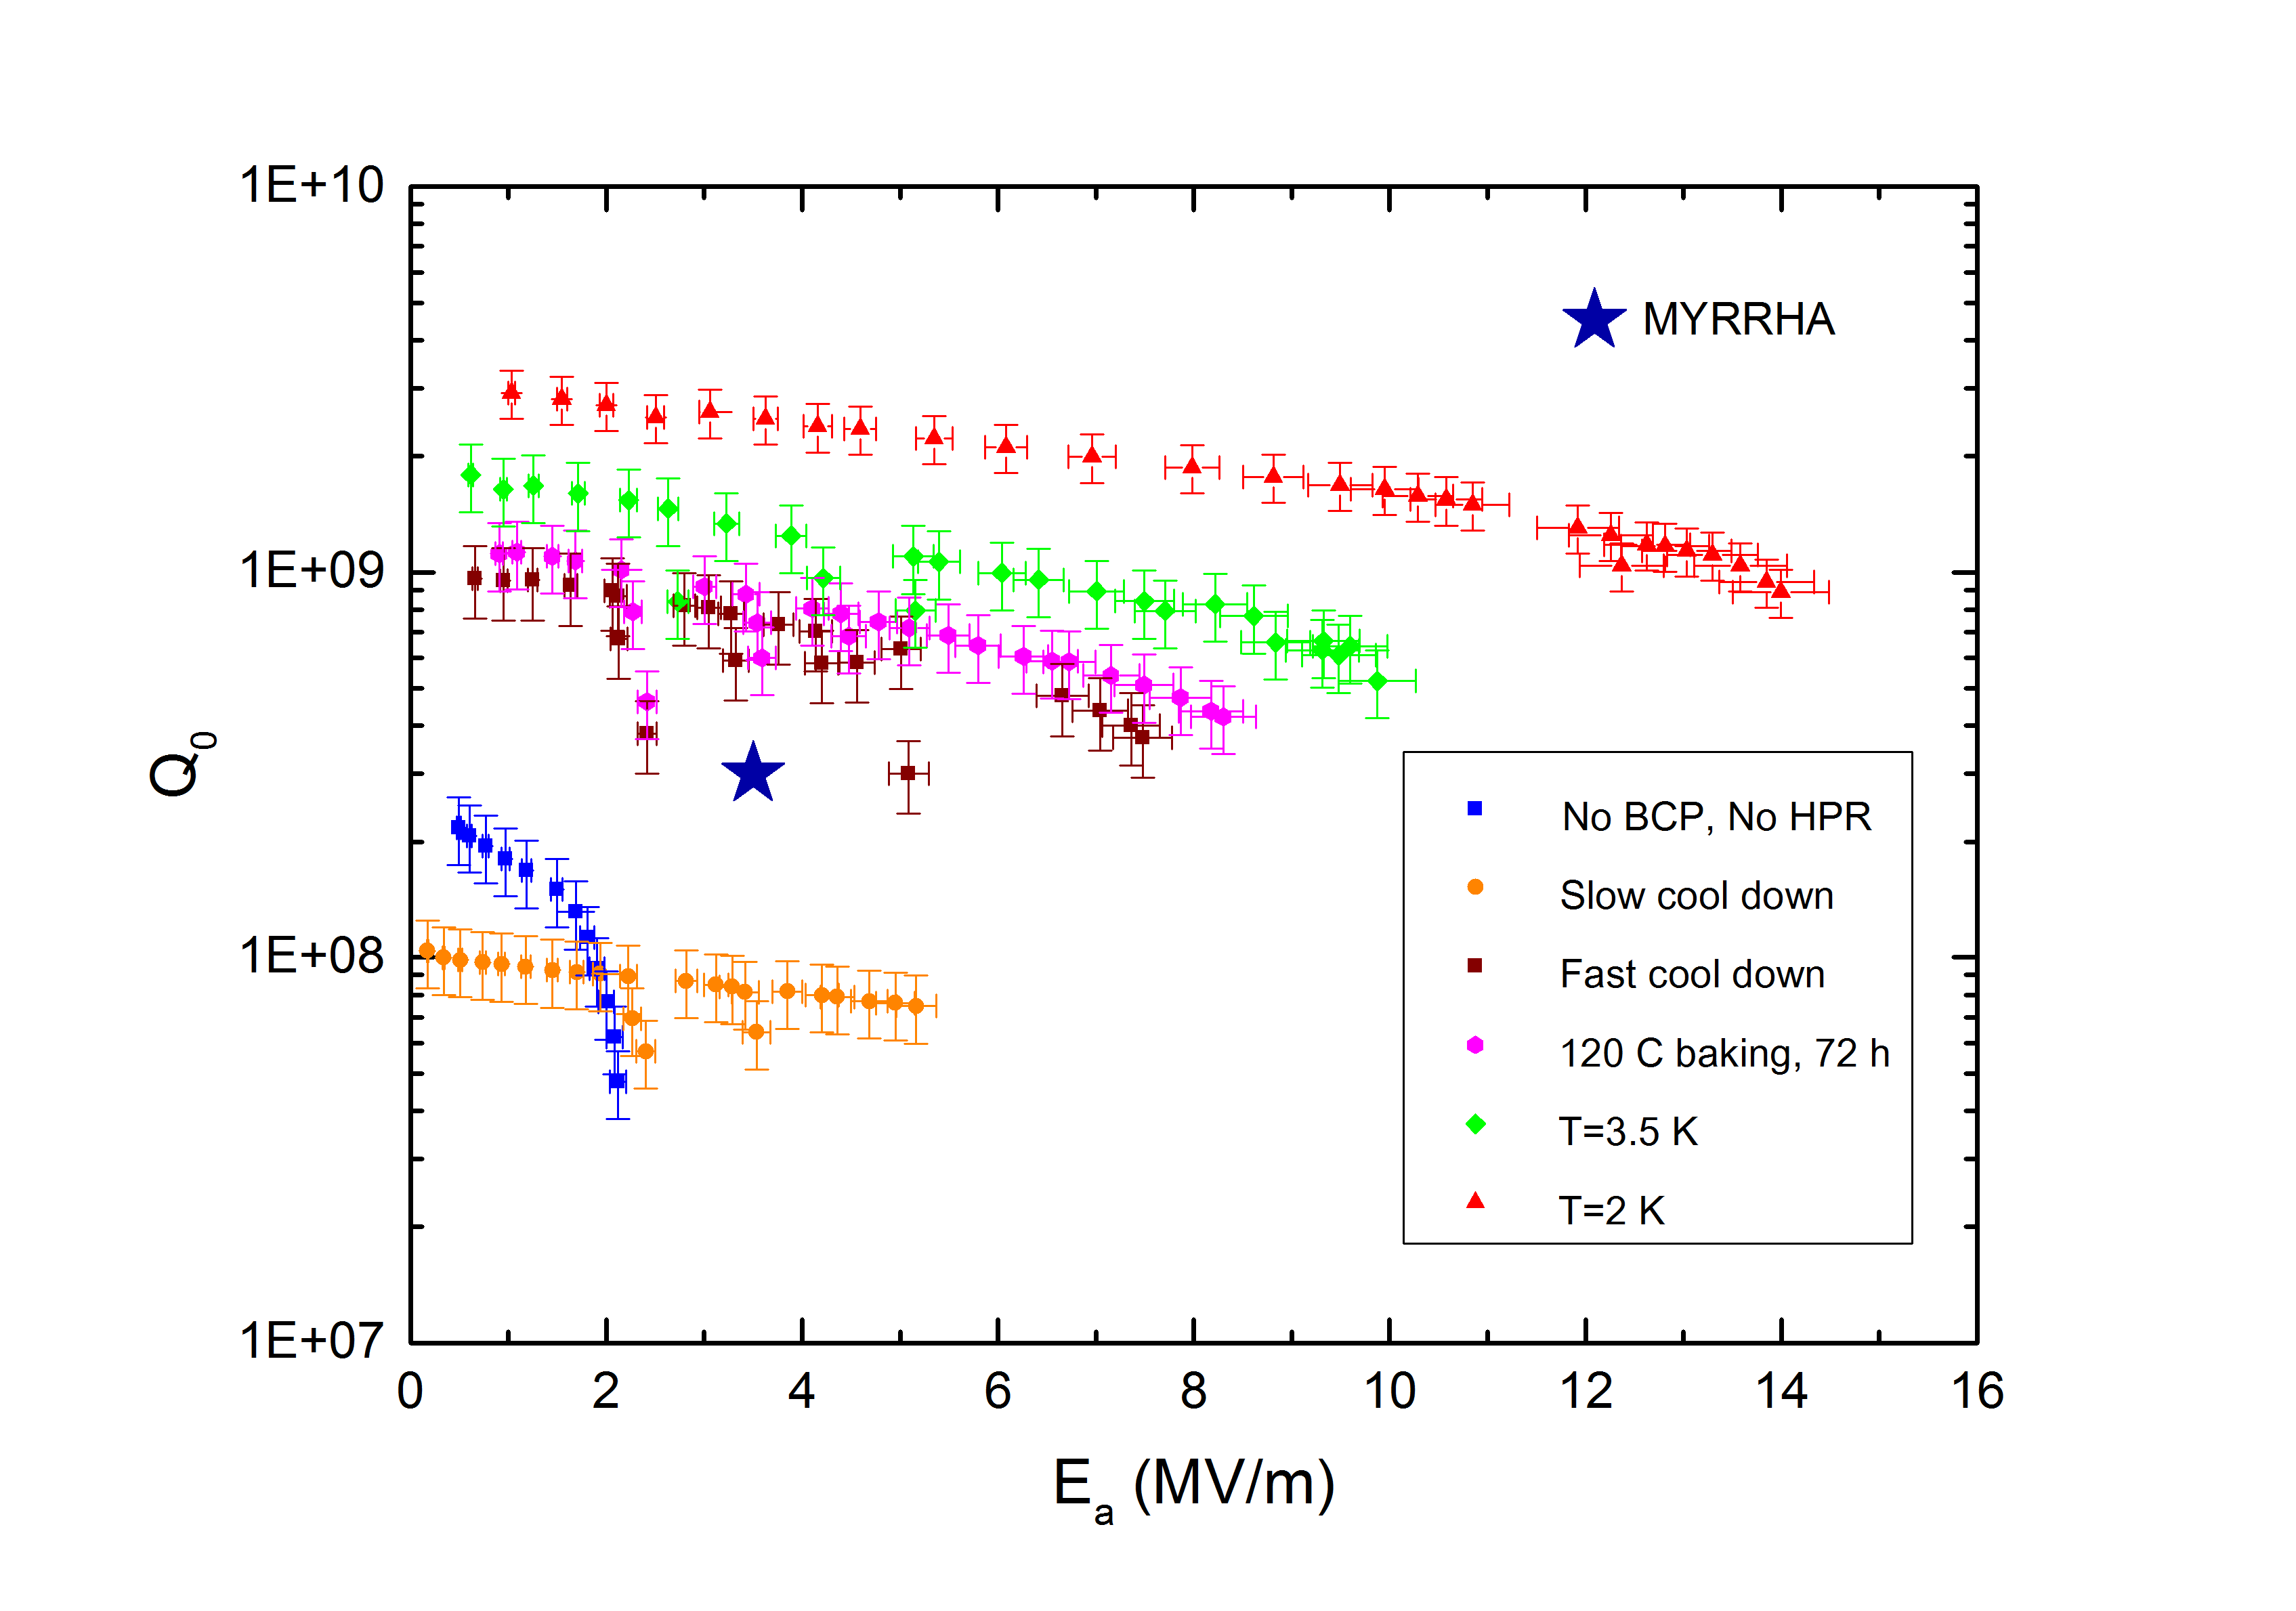 1E+10
MYRRHA
1E+09
Q0
No BCP, No HPR
Slow cool down
1E+08
Fast cool down
120 C baking, 72 h
T=3.5 K
T=2 K
1E+07
0 2 4 6 8 10 12 14 16
Ea (MV/m)